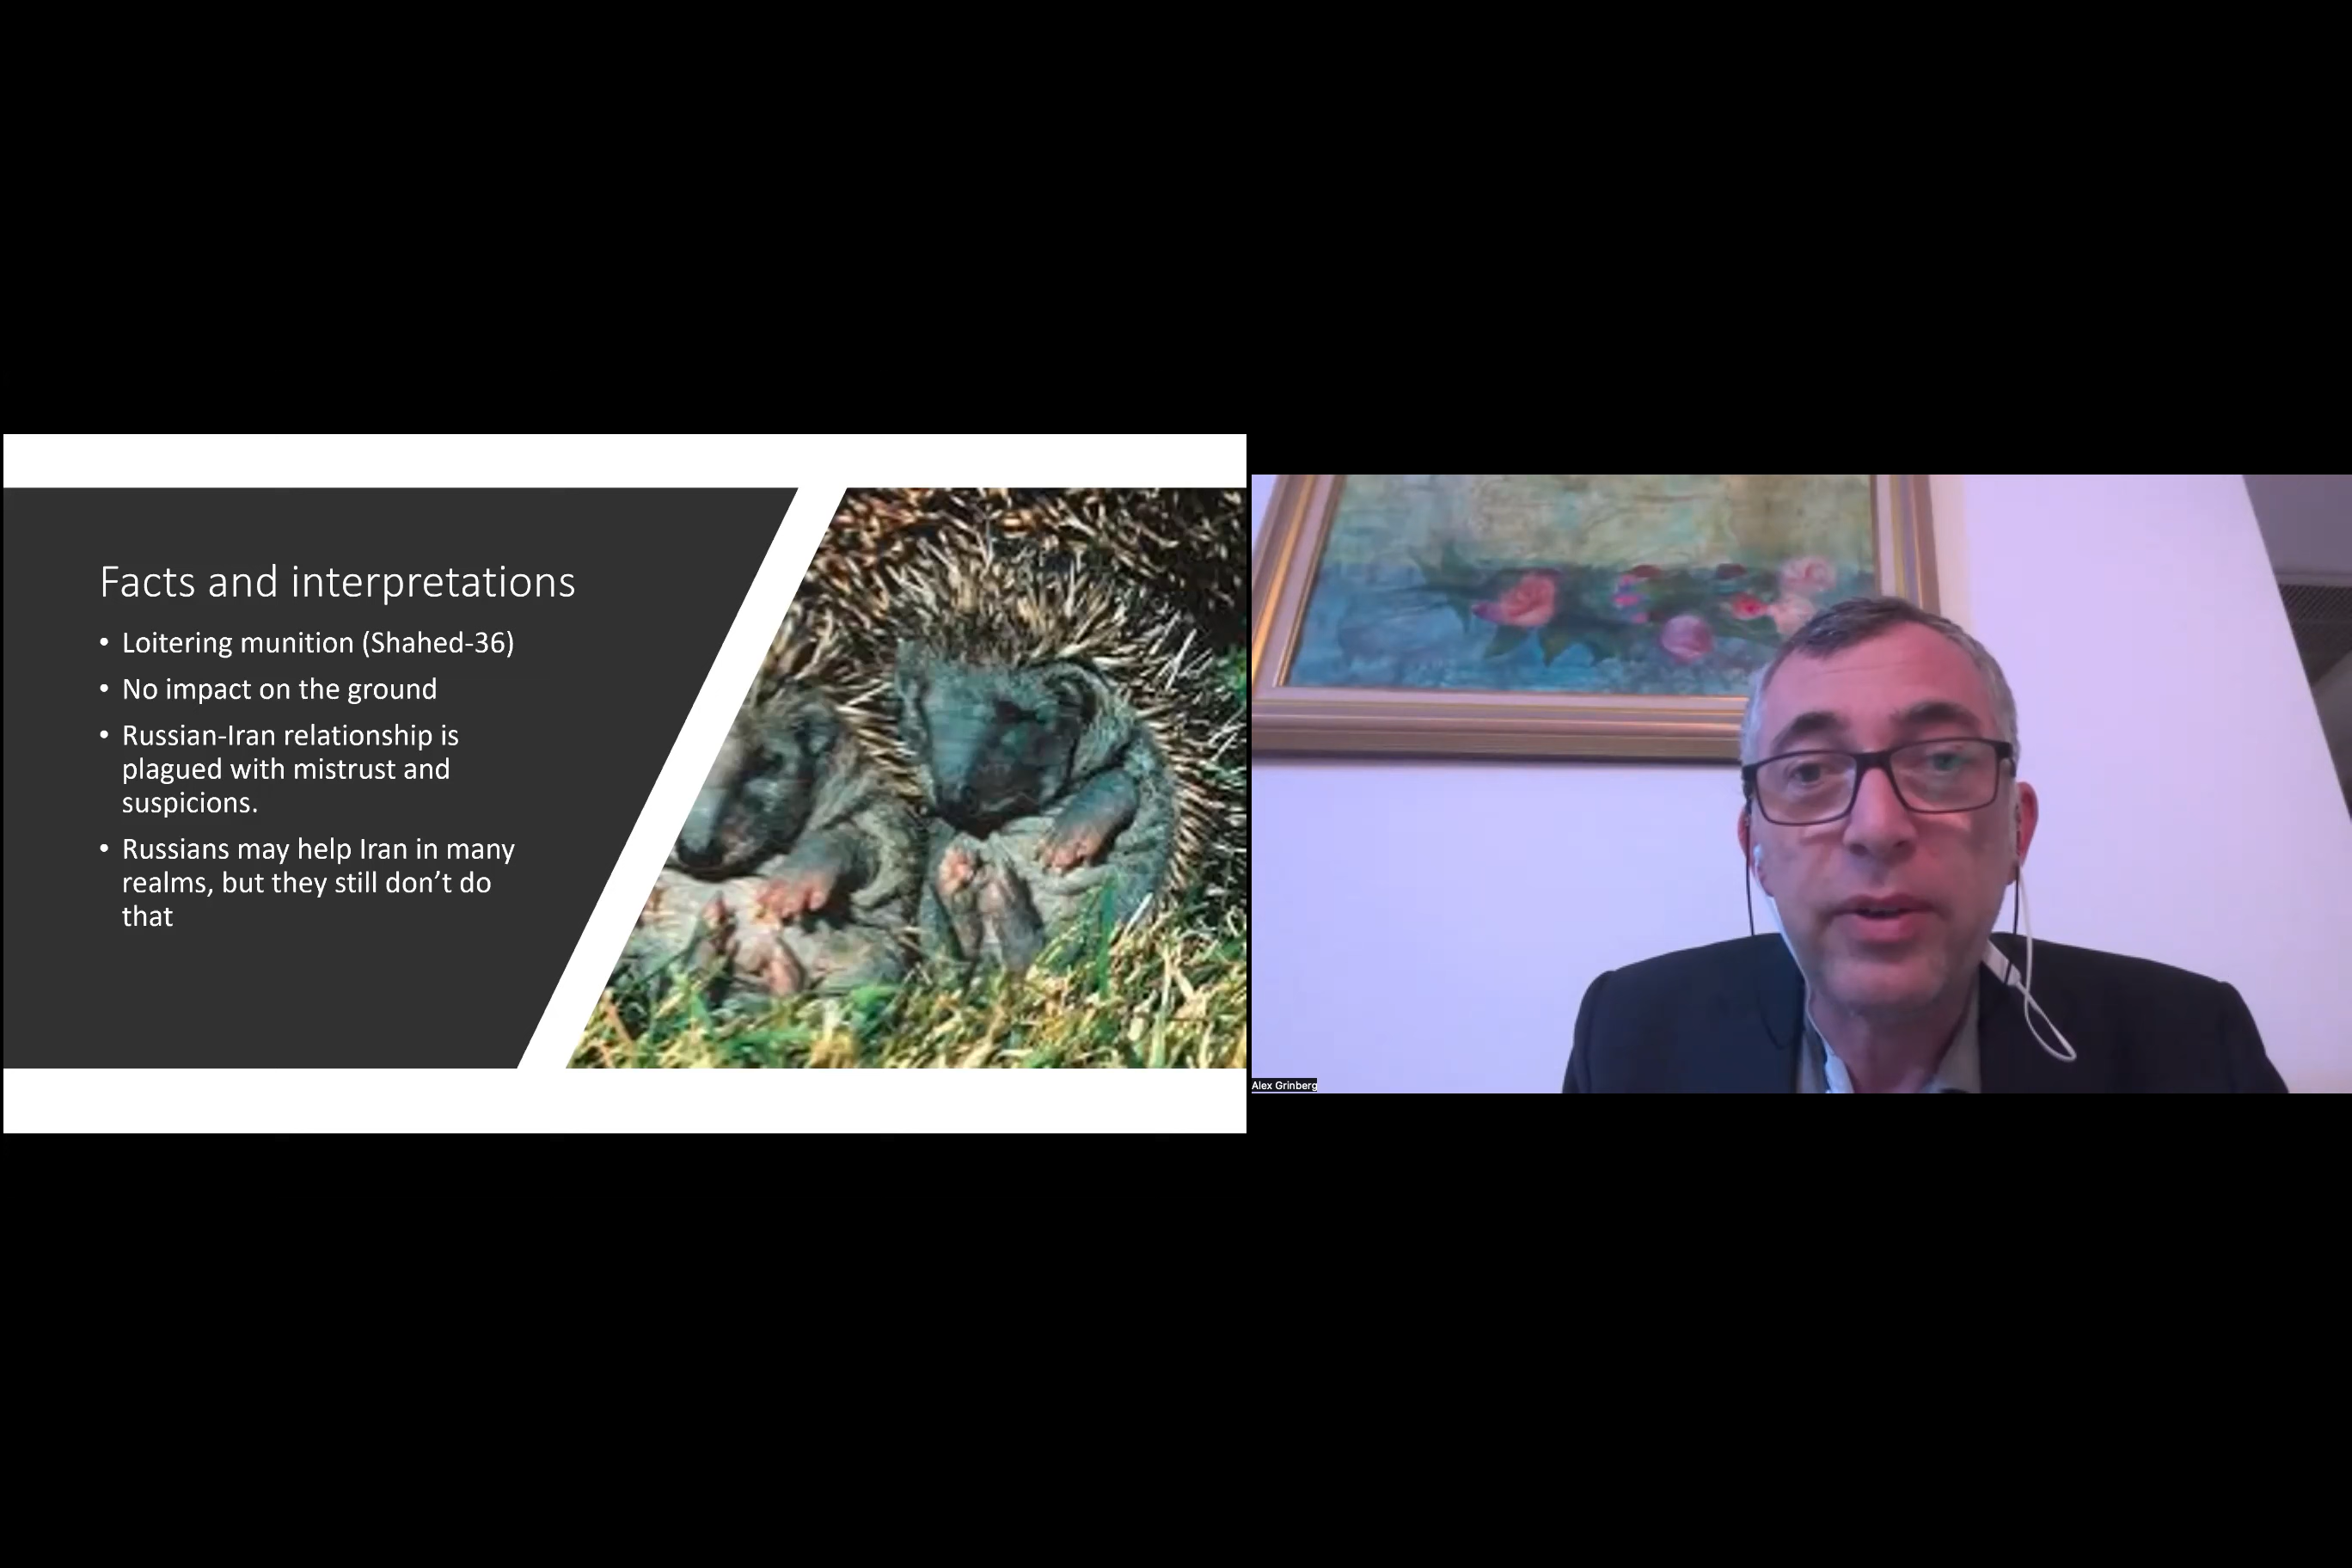 Facts and interpretations
• Loitering munition (Shahed-36)
• No impact on the ground
• Russian-Iran relationship is
plagued with mistrust and
suspicions.
• Russians may help Iran in many
realms, but they still don’t do
that
Alex Grinberg